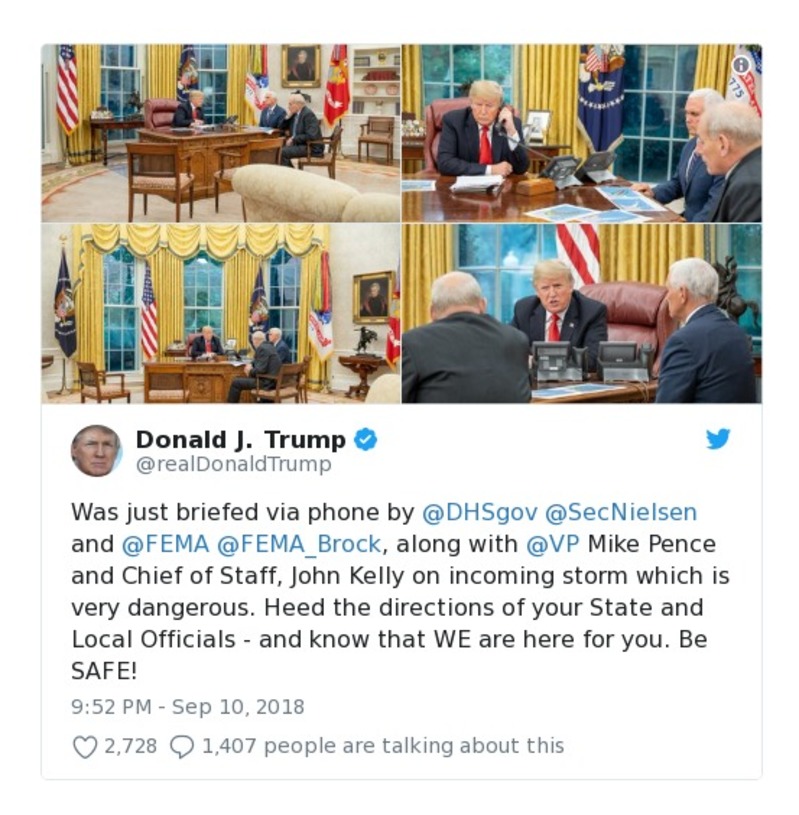 775
Donald J. Trump
@realDonaldTrump
Was just briefed via phone by @DHSgov @SecNielsen
and @FEMA @FEMA_Brock, along with @VP Mike Pence
and Chief of Staff, John Kelly on incoming storm which is
very dangerous. Heed the directions of your State and
Local Officials - and know that WE are here for you. Be
SAFE!
9:52 PM - Sep 10, 2018
2,728 1,407 people are talking about this